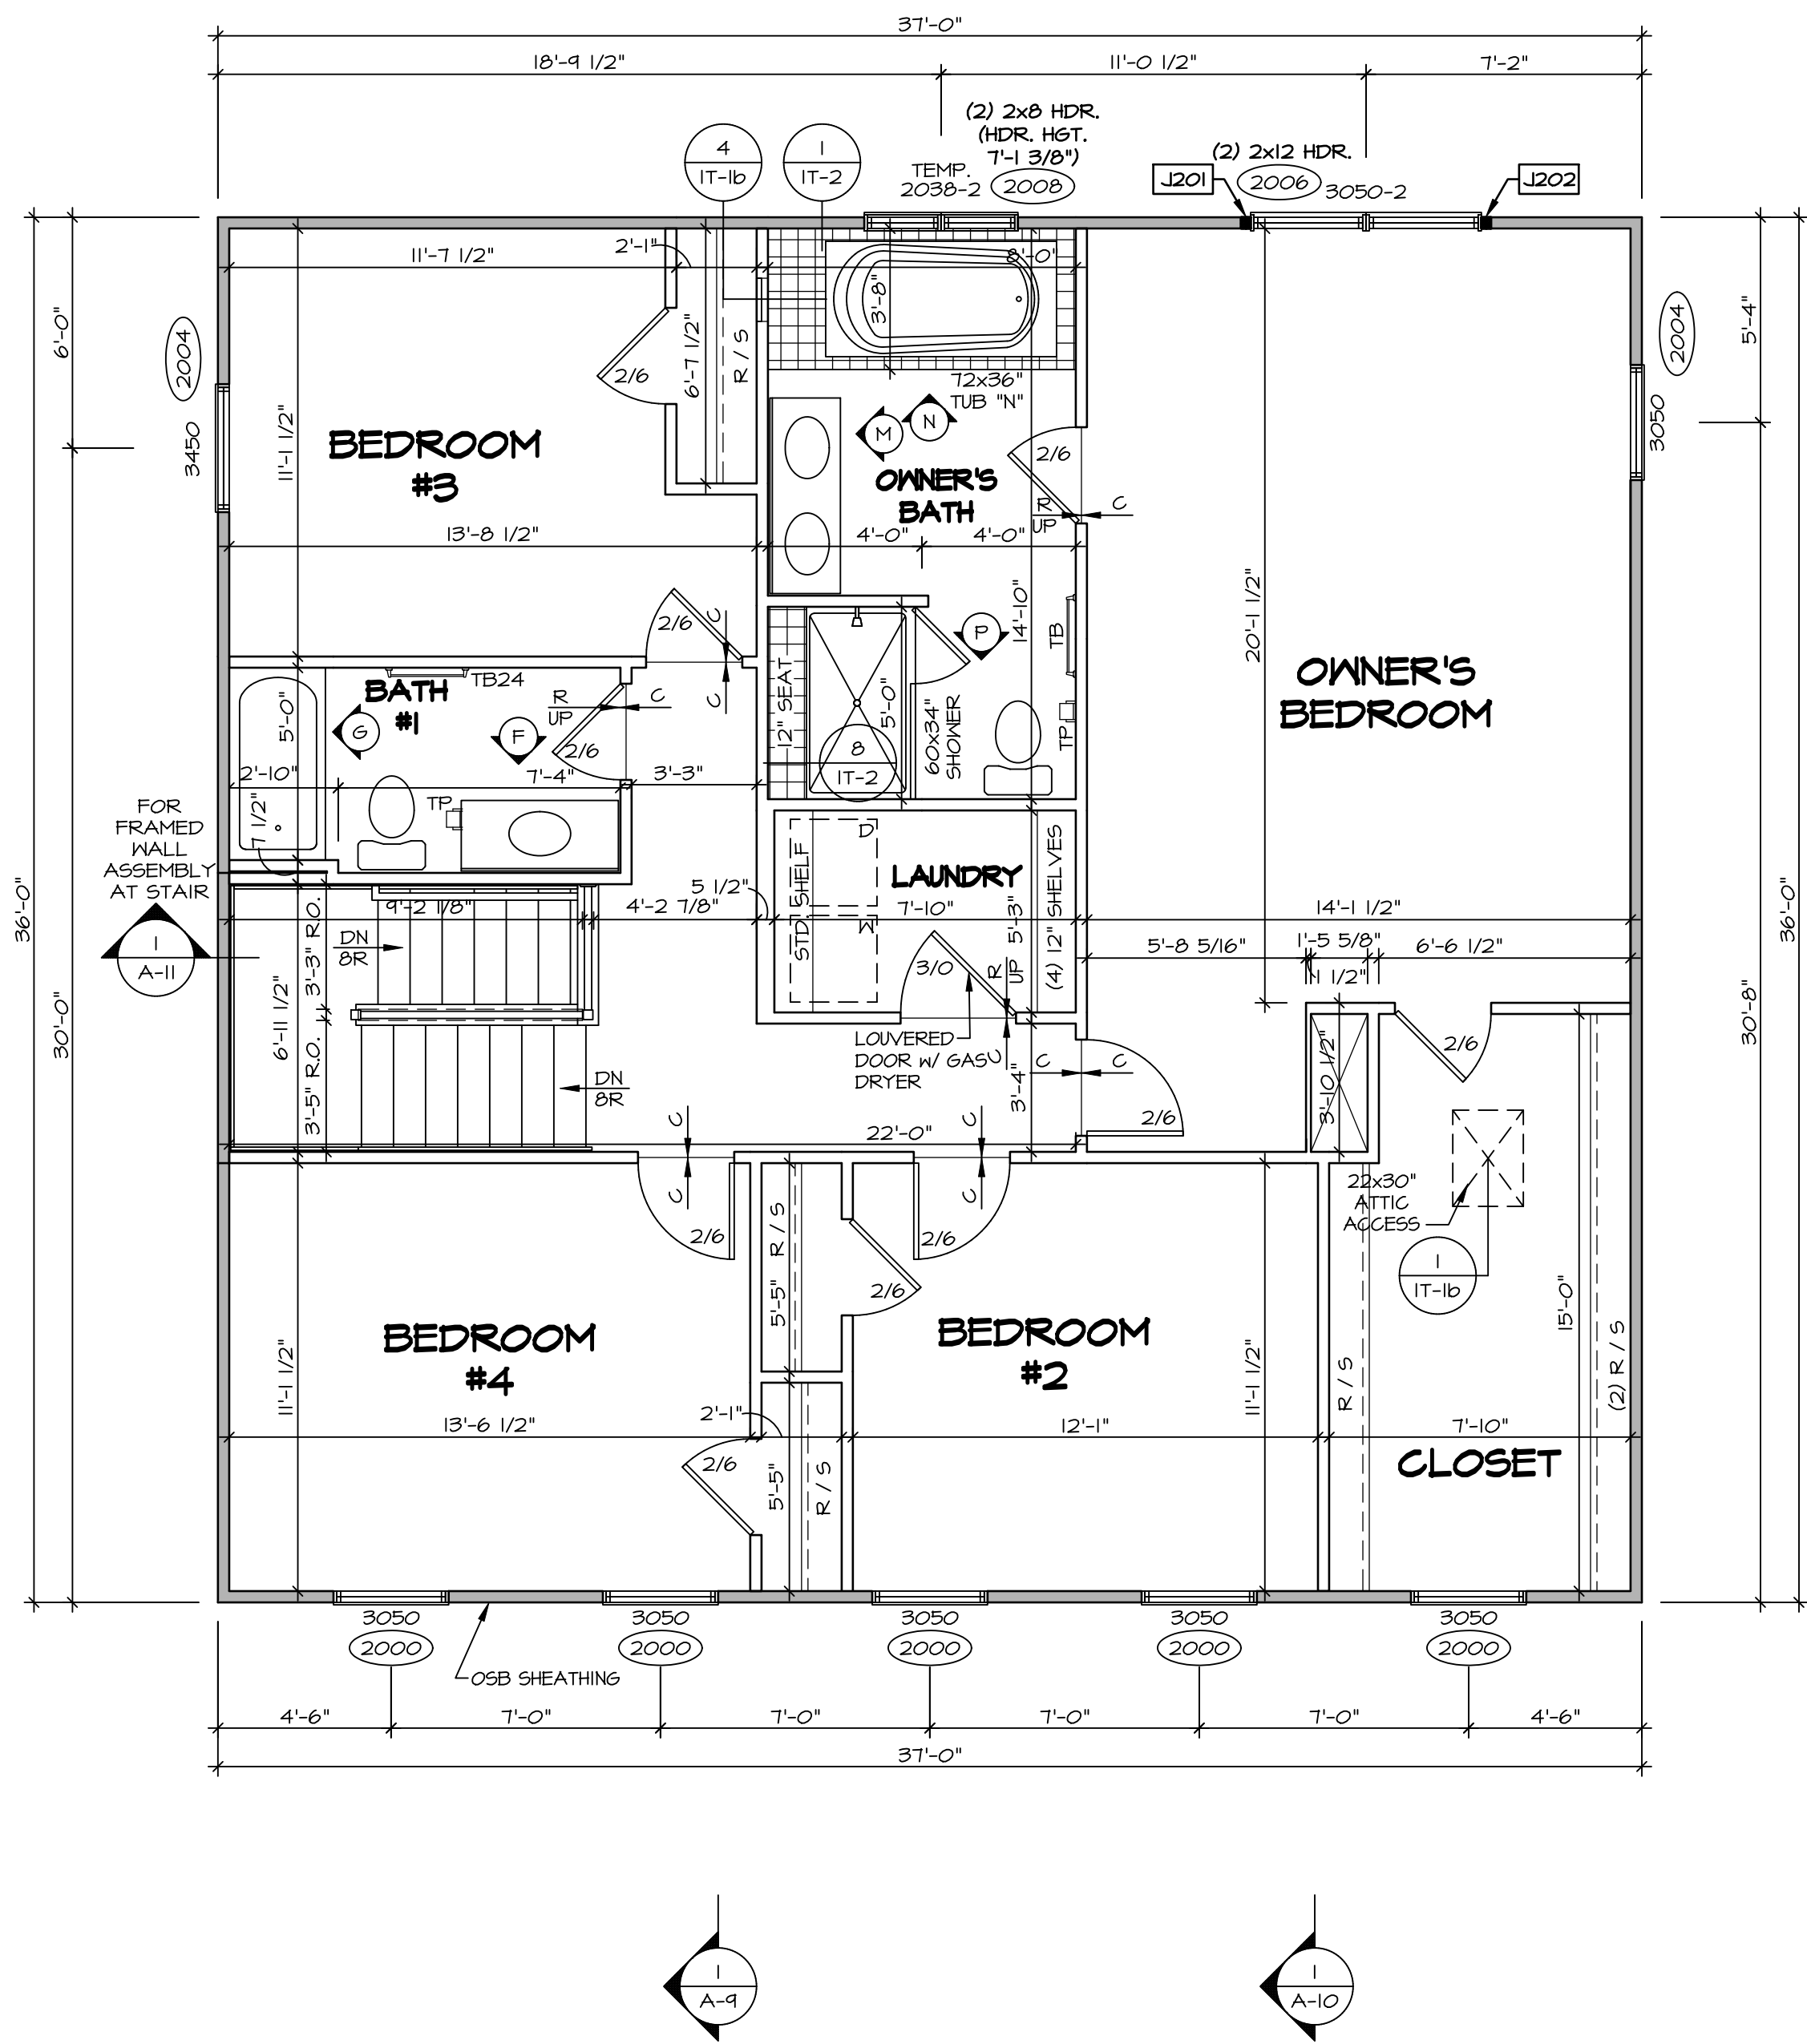 37'-0"
18'-9 1/2"
11'-0 1/2"
7'-2"
(2) 2x8 HDR.
(HDR. HGT.
7'-1 3/8")
4
IT-1b
1
IT-2
TEMP.
2038-2
2008
(2) 2x12 HDR.
J201
2006
3050-2
J202
6'-0"
2004
3450
11'-7 1/2"
2'-1"
8'-0"
3'-8"
6'-7 1/2"
R / S
2/6
11'-1 1/2"
BEDROOM
#3
72x36"
TUB "N"
M
N
OWNER'S
BATH
2/6
R
UP
C
2004
3050
5'-4"
13'-8 1/2"
4'-0"
4'-0"
14'-10"
20'-1 1/2"
2/6
C
C
P
TB
OWNER'S
BEDROOM
BATH
#1
TB24
R
UP
C
G
F
2/6
5'-0"
12" SEAT
5'-0"
60x34"
SHOWER
TP
8
IT-2
2'-10"
7'-4"
3'-3"
7 1/2"
TP
FOR
FRAMED
WALL
ASSEMBLY
AT STAIR
1
A-11
36'-0"
30'-0"
D
W
STD. SHELF
LAUNDRY
(4) 12" SHELVES
5 1/2"
9'-2 1/8"
4'-2 7/8"
7'-10"
5'-3"
14'-1 1/2"
36'-0"
30'-8"
DN
8R
3'-3" R.O.
6'-11 1/2"
3'-5" R.O.
DN
8R
3/0
R
UP
C
LOUVERED
DOOR W/ GAS
DRYER
5'-8 5/16"
1'-5 5/8"
6'-6 1/2"
1 1/2"
3'-10 1/2"
2/6
3'-4"
C
C
2/6
22'-0"
C
C
C
C
22x30"
ATTIC
ACCESS
1
IT-1b
2/6
R / S
2/6
2/6
5'-5"
15'-0"
(2) R / S
R / S
BEDROOM
#4
BEDROOM
#2
11'-1 1/2"
11'-1 1/2"
13'-6 1/2"
2'-1"
12'-1"
7'-10"
2/6
5'-5"
R / S
CLOSET
3050
2000
3050
2000
3050
2000
3050
2000
3050
2000
OSB SHEATHING
4'-6"
7'-0"
7'-0"
7'-0"
7'-0"
4'-6"
37'-0"
1
A-9
1
A-10